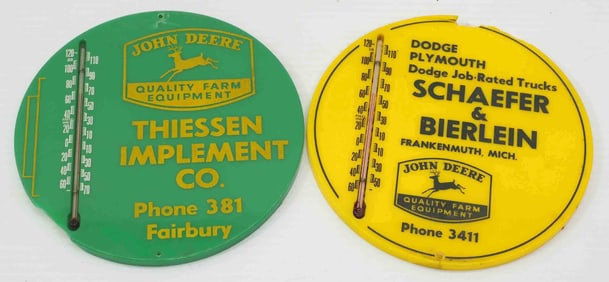 JOHN DEERE
QUALITY FARM
EQUIPMENT
THIESSEN
IMPLEMENT
CO.
Phone 381
Fairbury
DODGE
PLYMOUTH
Dodge Job-Rated Trucks
SCHAEFER
&
BIERLEIN
FRANKENMUTH, MICH.
JOHN DEERE
QUALITY FARM
EQUIPMENT
Phone 3411